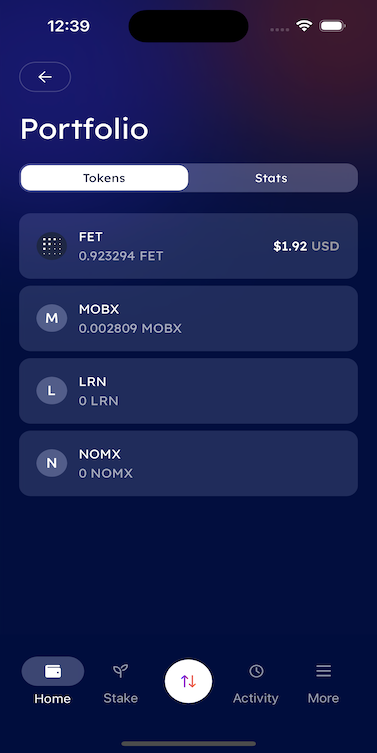 12:39
Portfolio
Tokens
Stats
FET
0.923294 FET
$1.92 USD
M
MOBX
0.002809 MOBX
L
LRN
0 LRN
N
NOMX
0 NOMX
Home
Stake
Activity
More